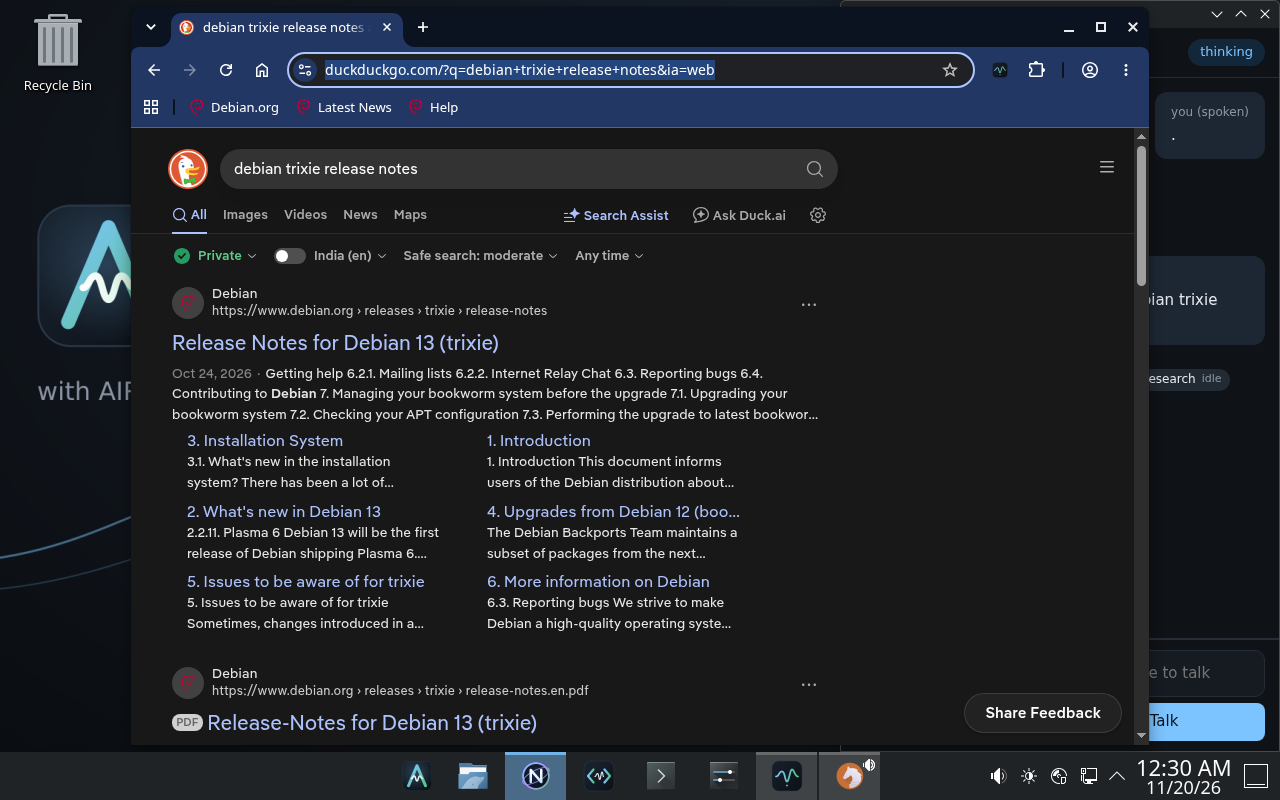 Recycle Bin
debian trixie release notes
thinking
duckduckgo.com/?q=debian+trixie+release+notes&ia=web
Debian.org
Latest News
Help
you (spoken)
.
debian trixie release notes
All
Images
Videos
News
Maps
Search Assist
Ask Duck.ai
Private
India (en)
Safe search: moderate
Any time
Debian
https://www.debian.org › releases › trixie › release-notes
Release Notes for Debian 13 (trixie)
Oct 24, 2026 · Getting help 6.2.1. Mailing lists 6.2.2. Internet Relay Chat 6.3. Reporting bugs 6.4.
Contributing to Debian 7. Managing your bookworm system before the upgrade 7.1. Upgrading your
bookworm system 7.2. Checking your APT configuration 7.3. Performing the upgrade to latest bookwor...
3. Installation System
3.1. What's new in the installation
system? There has been a lot of...
1. Introduction
1. Introduction This document informs
users of the Debian distribution about...
2. What's new in Debian 13
2.2.11. Plasma 6 Debian 13 will be the first
release of Debian shipping Plasma 6....
4. Upgrades from Debian 12 (boo...
The Debian Backports Team maintains a
subset of packages from the next...
5. Issues to be aware of for trixie
5. Issues to be aware of for trixie
Sometimes, changes introduced in a...
6. More information on Debian
6.3. Reporting bugs We strive to make
Debian a high-quality operating syste...
Debian
https://www.debian.org › releases › trixie › release-notes.en.pdf
PDF Release-Notes for Debian 13 (trixie)
Share Feedback
with
trixie
idle
to talk
Talk
12:30 AM
11/20/26